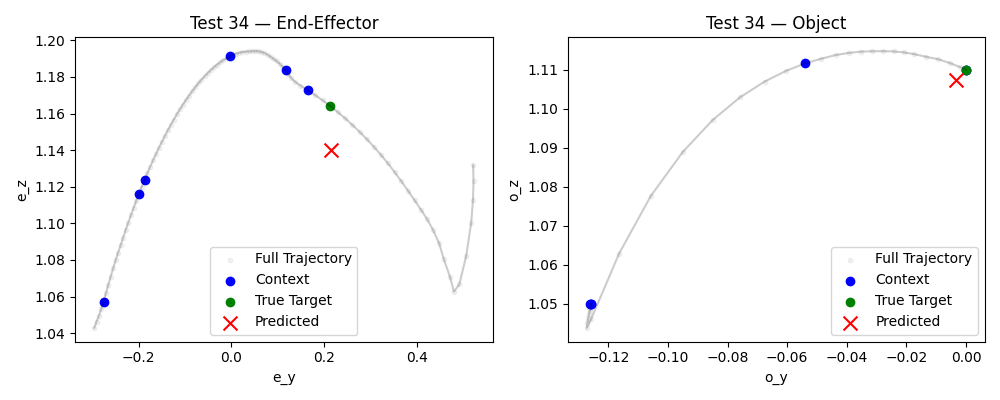 Test 34 — End-Effector
e_z
1.20
1.18
1.16
1.14
1.12
1.10
1.08
1.06
1.04
−0.2
0.0
0.2
0.4
e_y
Full Trajectory
Context
True Target
Predicted
Test 34 — Object
o_z
1.11
1.10
1.09
1.08
1.07
1.06
1.05
−0.12
−0.10
−0.08
−0.06
−0.04
−0.02
0.00
o_y
Full Trajectory
Context
True Target
Predicted